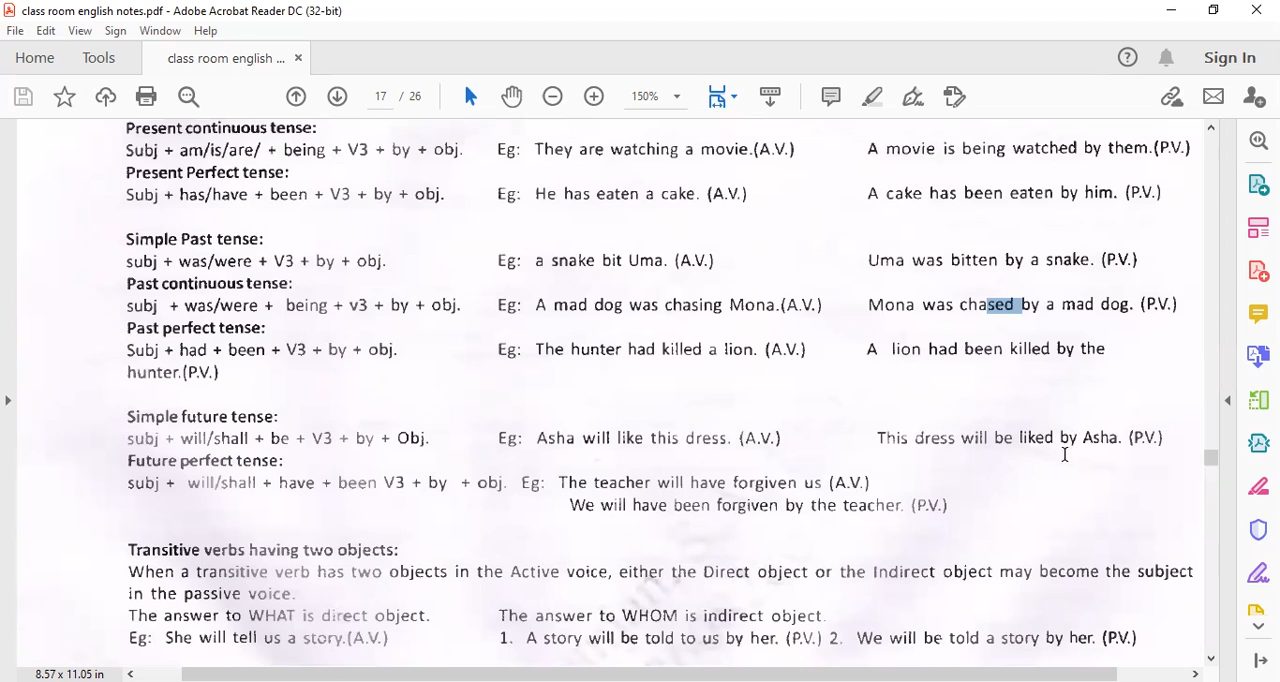 class room english notes.pdf - Adobe Acrobat Reader DC (32-bit)
File Edit View Sign Window Help
Home Tools class room english ... × Sign In
17 / 26 150%
Present continuous tense:
Subj + am/is/are/ + being + V3 + by + obj. Eg: They are watching a movie.(A.V.) A movie is being watched by them.(P.V.)
Present Perfect tense:
Subj + has/have + been + V3 + by + obj. Eg: He has eaten a cake. (A.V.) A cake has been eaten by him. (P.V.)
Simple Past tense:
subj + was/were + V3 + by + obj. Eg: a snake bit Uma. (A.V.) Uma was bitten by a snake. (P.V.)
Past continuous tense:
subj + was/were + being + v3 + by + obj. Eg: A mad dog was chasing Mona.(A.V.) Mona was chased by a mad dog. (P.V.)
Past perfect tense:
Subj + had + been + V3 + by + obj. Eg: The hunter had killed a lion. (A.V.) A lion had been killed by the
hunter.(P.V.)
Simple future tense:
subj + will/shall + be + V3 + by + Obj. Eg: Asha will like this dress. (A.V.) This dress will be liked by Asha. (P.V.)
Future perfect tense:
subj + will/shall + have + been V3 + by + obj. Eg: The teacher will have forgiven us (A.V.)
We will have been forgiven by the teacher. (P.V.)
Transitive verbs having two objects:
When a transitive verb has two objects in the Active voice, either the Direct object or the Indirect object may become the subject
in the passive voice.
The answer to WHAT is direct object. The answer to WHOM is indirect object.
Eg: She will tell us a story.(A.V.) 1. A story will be told to us by her. (P.V.) 2. We will be told a story by her. (P.V.)
8.57 x 11.05 in